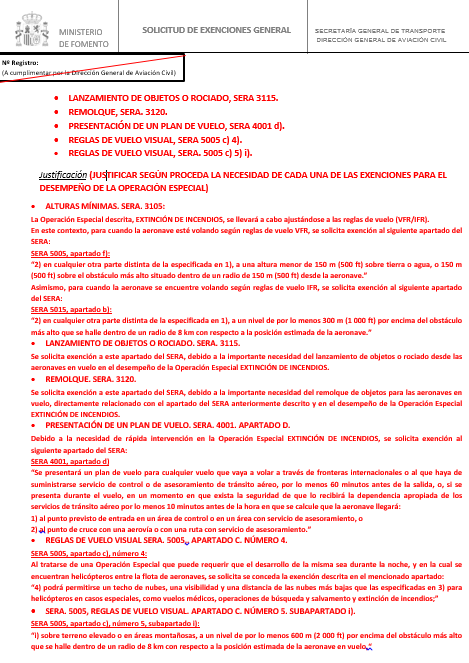 MINISTERIO
DE FOMENTO
SOLICITUD DE EXENCIONES GENERAL
SECRETARÍA GENERAL DE TRANSPORTE
DIRECCIÓN GENERAL DE AVIACIÓN CIVIL
Nº Registro:
(A cumplimentar por la Dirección General de Aviación Civil)
• LANZAMIENTO DE OBJETOS O ROCIADO, SERA 3115.
• REMOLQUE, SERA. 3120.
• PRESENTACIÓN DE UN PLAN DE VUELO, SERA 4001 d).
• REGLAS DE VUELO VISUAL, SERA. 5005 c) 4).
• REGLAS DE VUELO VISUAL, SERA. 5005 c) 5) i).
Justificación (JUSTIFICAR SEGÚN PROCEDA LA NECESIDAD DE CADA UNA DE LAS EXENCIONES PARA EL
DESEMPEÑO DE LA OPERACIÓN ESPECIAL)
• ALTURAS MÍNIMAS. SERA. 3105:
La Operación Especial descrita, EXTINCIÓN DE INCENDIOS, se llevará a cabo ajustándose a las reglas de vuelo (VFR/IFR).
En este contexto, para cuando la aeronave esté volando según reglas de vuelo VFR, se solicita exención al siguiente apartado del
SERA:
SERA 5005, apartado f):
“2) en cualquier otra parte distinta de la especificada en 1), a una altura menor de 150 m (500 ft) sobre tierra o agua, o 150 m
(500 ft) sobre el obstáculo más alto situado dentro de un radio de 150 m (500 ft) desde la aeronave.”
Asimismo, para cuando la aeronave se encuentre volando según reglas de vuelo IFR, se solicita exención al siguiente apartado
del SERA:
SERA 5015, apartado b):
“2) en cualquier otra parte distinta de la especificada en 1), a un nivel de por lo menos 300 m (1 000 ft) por encima del obstáculo
más alto que se halle dentro de un radio de 8 km con respecto a la posición estimada de la aeronave.“
• LANZAMIENTO DE OBJETOS O ROCIADO. SERA. 3115.
Se solicita exención a este apartado del SERA, debido a la importante necesidad del lanzamiento de objetos o rociado desde las
aeronaves en vuelo en el desempeño de la Operación Especial EXTINCIÓN DE INCENDIOS.
• REMOLQUE. SERA. 3120.
Se solicita exención a este apartado del SERA, debido a la importante necesidad del remolque de objetos para las aeronaves en
vuelo, directamente relacionado con el apartado del SERA anteriormente descrito y en el desempeño de la Operación Especial
EXTINCIÓN DE INCENDIOS.
• PRESENTACIÓN DE UN PLAN DE VUELO. SERA. 4001. APARTADO D.
Debido a la necesidad de rápida intervención en la Operación Especial EXTINCIÓN DE INCENDIOS, se solicita exención al
siguiente apartado del SERA:
SERA 4001, apartado d)
“Se presentará un plan de vuelo para cualquier vuelo que vaya a volar a través de fronteras internacionales o al que haya de
suministrarse servicio de control o de asesoramiento de tránsito aéreo, por lo menos 60 minutos antes de la salida, o, si se
presenta durante el vuelo, en un momento en que exista la seguridad de que lo recibirá la dependencia apropiada de los
servicios de tránsito aéreo por lo menos 10 minutos antes de la hora en que se calcule que la aeronave llegará:
1) al punto previsto de entrada en un área de control o en un área con servicio de asesoramiento, o
2) al punto de cruce con una aerovía o con una ruta con servicio de asesoramiento.”
• REGLAS DE VUELO VISUAL SERA. 5005, APARTADO C. NÚMERO 4.
SERA 5005, apartado c), número 4:
Al tratarse de una Operación Especial que puede requerir que el desarrollo de la misma sea durante la noche, y en la cual se
encuentran helicópteros entre la flota de aeronaves, se solicita se conceda la exención descrita en el mencionado apartado:
“4) podrá permitirse un techo de nubes, una visibilidad y una distancia de las nubes más bajas que las especificadas en 3) para
helicópteros en casos especiales, como vuelos médicos, operaciones de búsqueda y salvamento y extinción de incendios;”
• SERA. 5005, REGLAS DE VUELO VISUAL. APARTADO C. NÚMERO 5. SUBAPARTADO i).
SERA 5005, apartado c), número 5, subapartado i):
“i) sobre terreno elevado o en áreas montañosas, a un nivel de por lo menos 600 m (2 000 ft) por encima del obstáculo más alto
que se halle dentro de un radio de 8 km con respecto a la posición estimada de la aeronave en vuelo.“